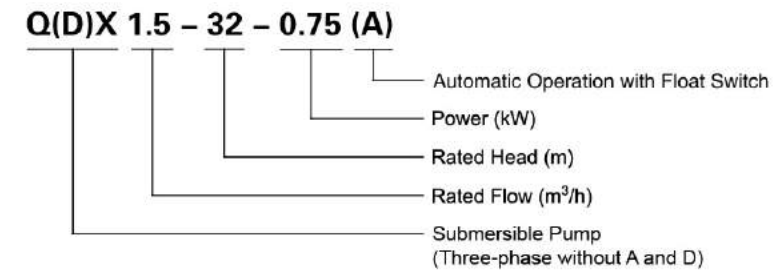 Q(D)X 1.5 – 32 – 0.75 (A)
Automatic Operation with Float Switch
Power (kW)
Rated Head (m)
Rated Flow (m³/h)
Submersible Pump
(Three-phase without A and D)